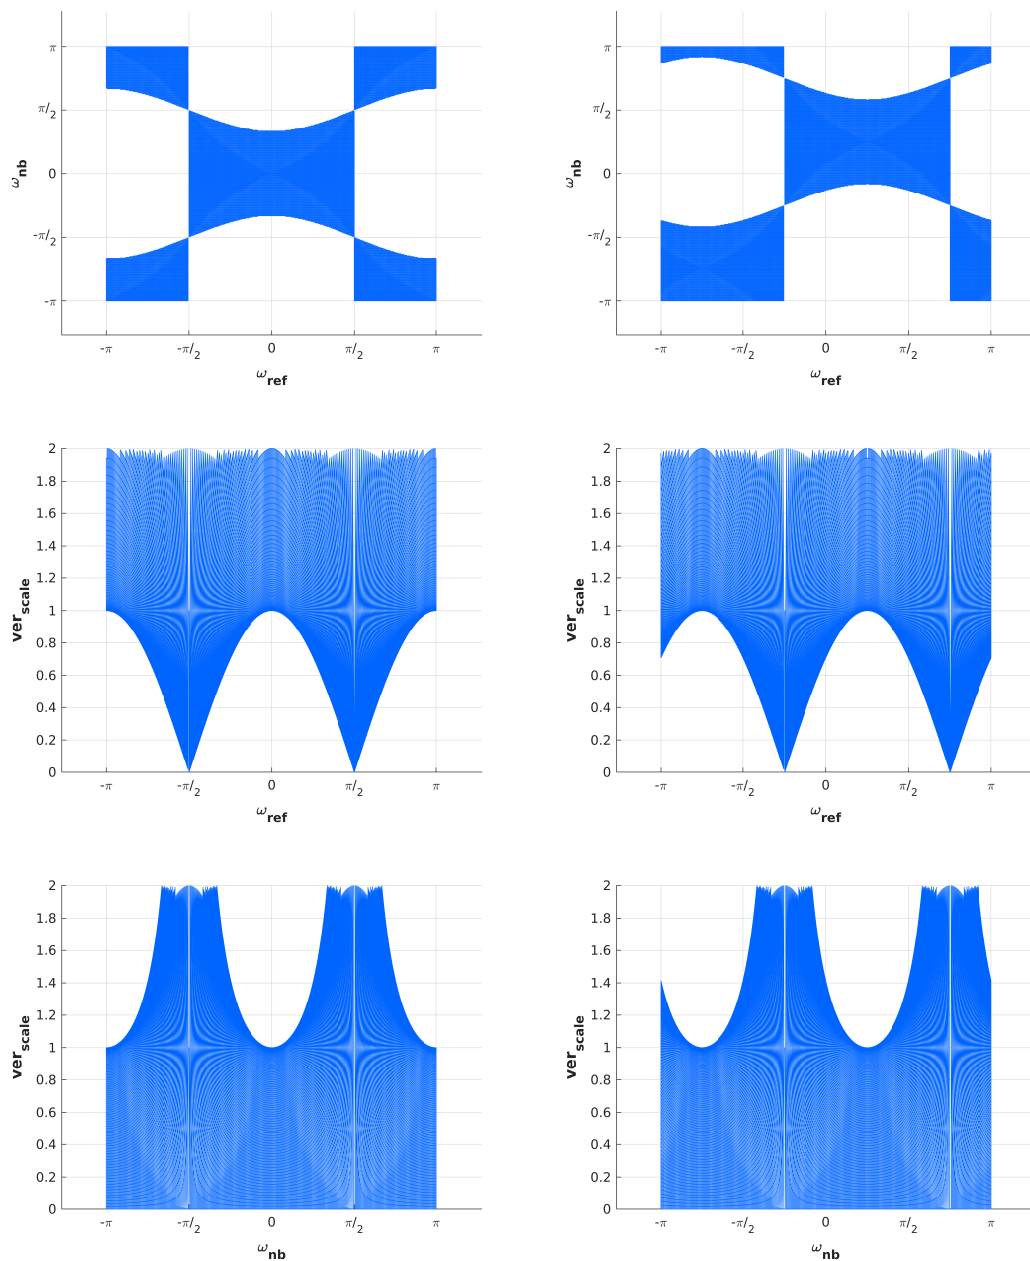 π π
π/2 π/2
ω_nb 0 ω_nb 0
-π/2 -π/2
-π -π
-π -π/2 0 π/2 π -π -π/2 0 π/2 π
ω_ref ω_ref
2 2
1.8 1.8
1.6 1.6
1.4 1.4
1.2 1.2
ver_scale 1 ver_scale 1
0.8 0.8
0.6 0.6
0.4 0.4
0.2 0.2
0 0
-π -π/2 0 π/2 π -π -π/2 0 π/2 π
ω_ref ω_ref
2 2
1.8 1.8
1.6 1.6
1.4 1.4
1.2 1.2
ver_scale 1 ver_scale 1
0.8 0.8
0.6 0.6
0.4 0.4
0.2 0.2
0 0
-π -π/2 0 π/2 π -π -π/2 0 π/2 π
ω_nb ω_nb